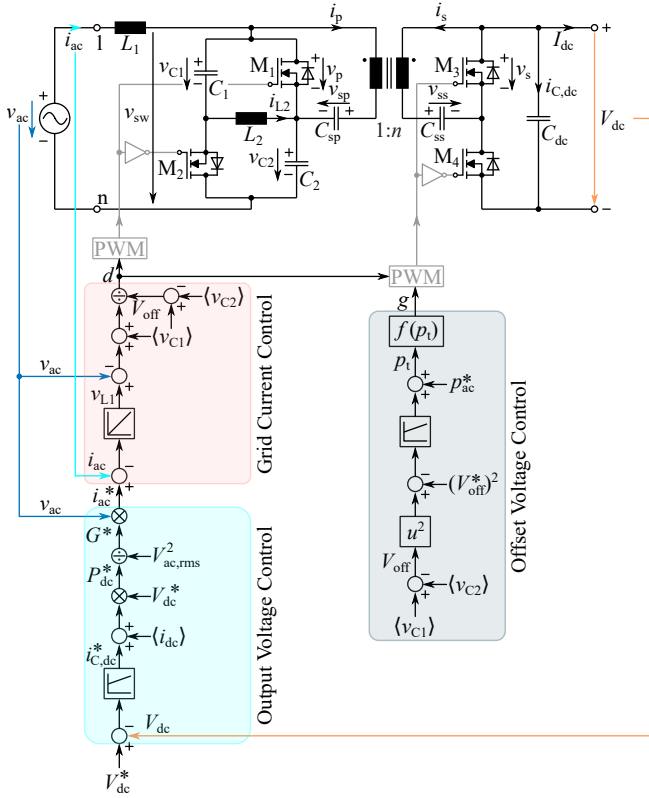 i_ac 1 L_1 i_p i_s I_dc +
v_C1 + − C_1 M_1 + − v_p M_3 + − v_s + − i_C,dc
v_ac + − v_sw i_L2 v_sp − + 1:n v_ss + − C_dc V_dc
L_2 C_sp C_ss
M_2 v_C2 + − C_2 M_4
n −
PWM
d PWM
÷ V_off − + ⟨v_C2⟩ g
+ + ⟨v_C1⟩ f(p_t)
v_ac − + p_t
v_L1 + + p*_ac
Grid Current Control
i_ac − + − + (V*_off)^2
i*_ac
v_ac × u^2
G* V_off
÷ V^2_ac,rms − + ⟨v_C2⟩
P*_dc ⟨v_C1⟩
× V*_dc Offset Voltage Control
+ + ⟨i_dc⟩
i*_C,dc
Output Voltage Control
V_dc − +
V*_dc